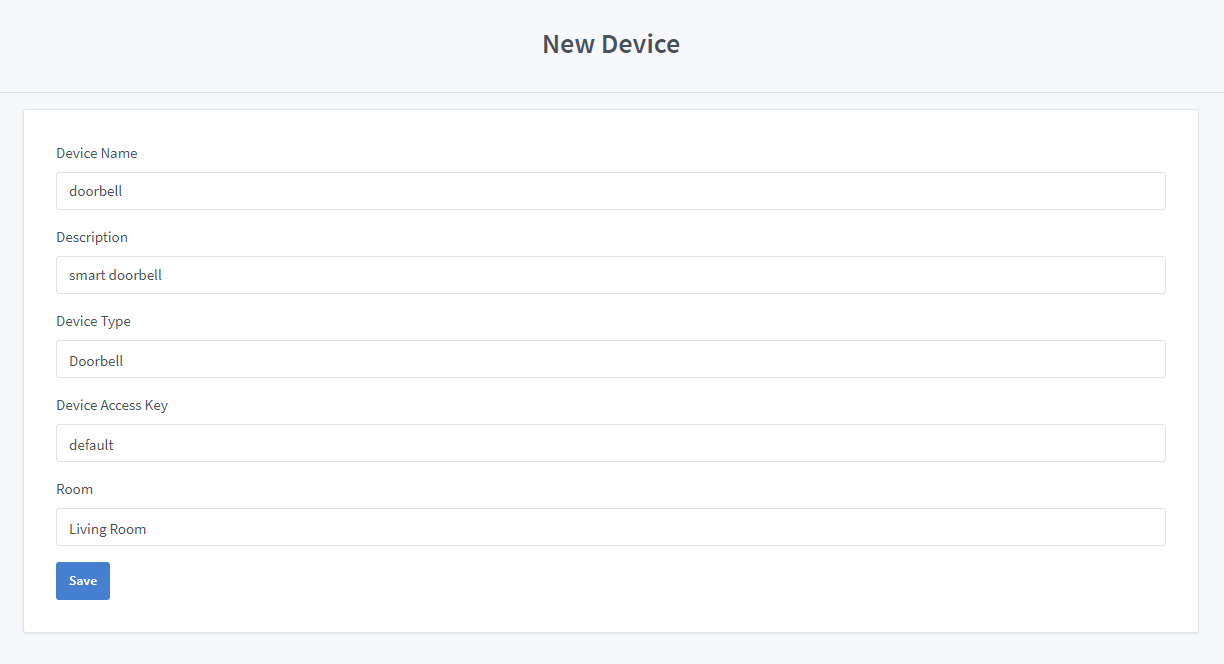 New Device
Device Name
doorbell
Description
smart doorbell
Device Type
Doorbell
Device Access Key
default
Room
Living Room
Save